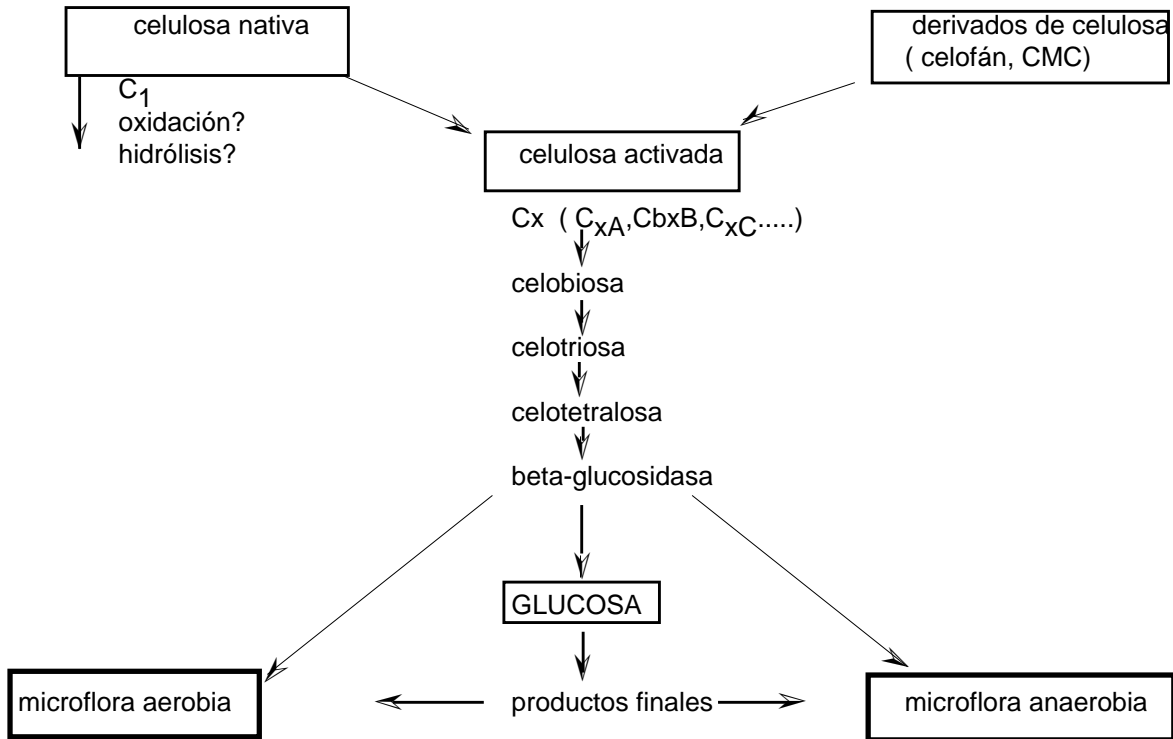 celulosa nativa
derivados de celulosa
( celofán, CMC)
C1
oxidación?
hidrólisis?
celulosa activada
Cx ( CxA,CbxB,CxC.....)
celobiosa
celotriosa
celotetralosa
beta-glucosidasa
GLUCOSA
microflora aerobia
productos finales
microflora anaerobia